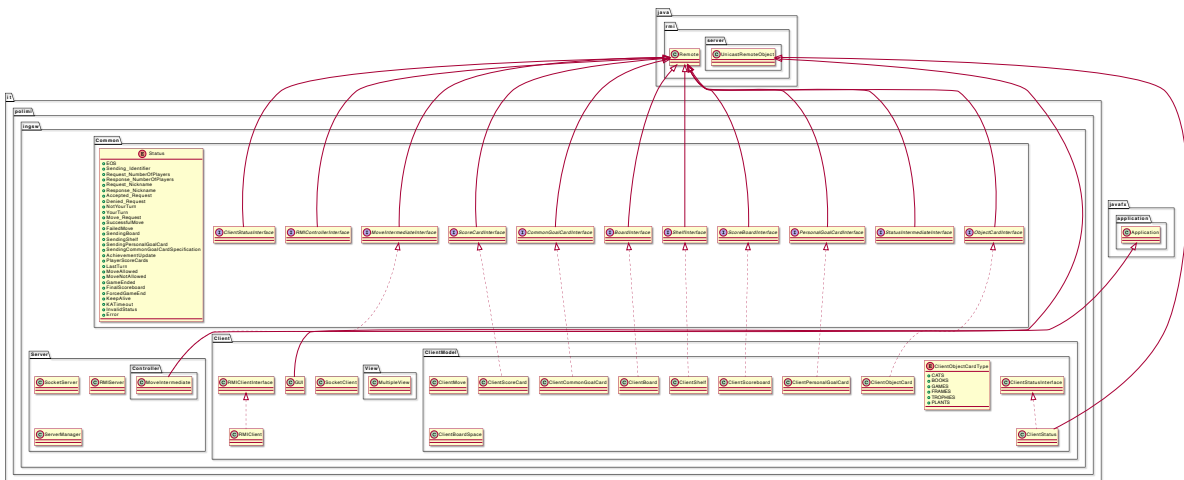 java
rmi
server
C Remote
C UnicastRemoteObject
it
polimi
ingsw
Common
E Status
EOS
Sending_Identifier
Request_NumberOfPlayers
Response_NumberOfPlayers
Request_Nickname
Response_Nickname
Accepted_Request
Denied_Request
NotYourTurn
YourTurn
Move_Request
SuccessfulMove
FailedMove
SendingBoard
SendingShelf
SendingPersonalGoalCard
SendingCommonGoalCardSpecification
AchievementUpdate
PlayerScoreCards
LastTurn
MoveAllowed
MoveNotAllowed
GameEnded
FinalScoreboard
ForcedGameEnd
KeepAlive
KATimeout
InvalidStatus
Error
I ClientStatusInterface
I RMIControllerInterface
I MoveIntermediateInterface
I ScoreCardInterface
I CommonGoalCardInterface
I BoardInterface
I ShelfInterface
I ScoreBoardInterface
I PersonalGoalCardInterface
I StatusIntermediateInterface
I ObjectCardInterface
javafx
application
C Application
Server
C SocketServer
C RMIServer
Controller
C MoveIntermediate
C ServerManager
Client
C RMIClientInterface
C GUI
C SocketClient
View
C MultipleView
C RMIClient
ClientModel
C ClientMove
C ClientScoreCard
C ClientCommonGoalCard
C ClientBoard
C ClientShelf
C ClientScoreboard
C ClientPersonalGoalCard
C ClientObjectCard
E ClientObjectCardType
CATS
BOOKS
GAMES
FRAMES
TROPHIES
PLANTS
C ClientStatusInterface
C ClientBoardSpace
C ClientStatus